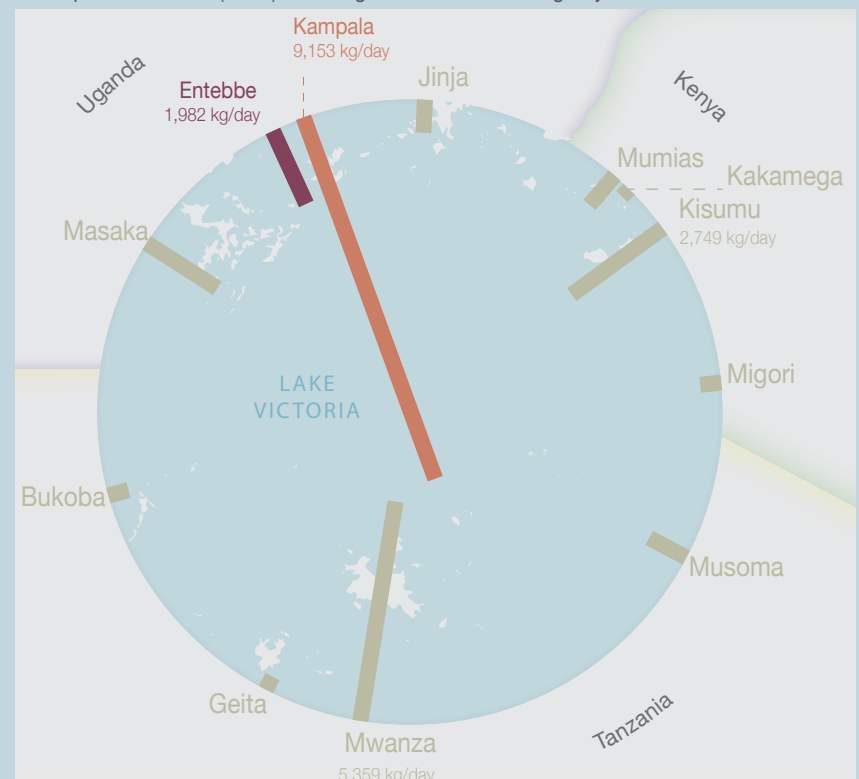 Kampala
9,153 kg/day
Uganda
Entebbe
1,982 kg/day
Jinja
Kenya
Mumias
Kakamega
Kisumu
2,749 kg/day
Masaka
Migori
LAKE
VICTORIA
Bukoba
Musoma
Geita
Tanzania
Mwanza
5,359 kg/day